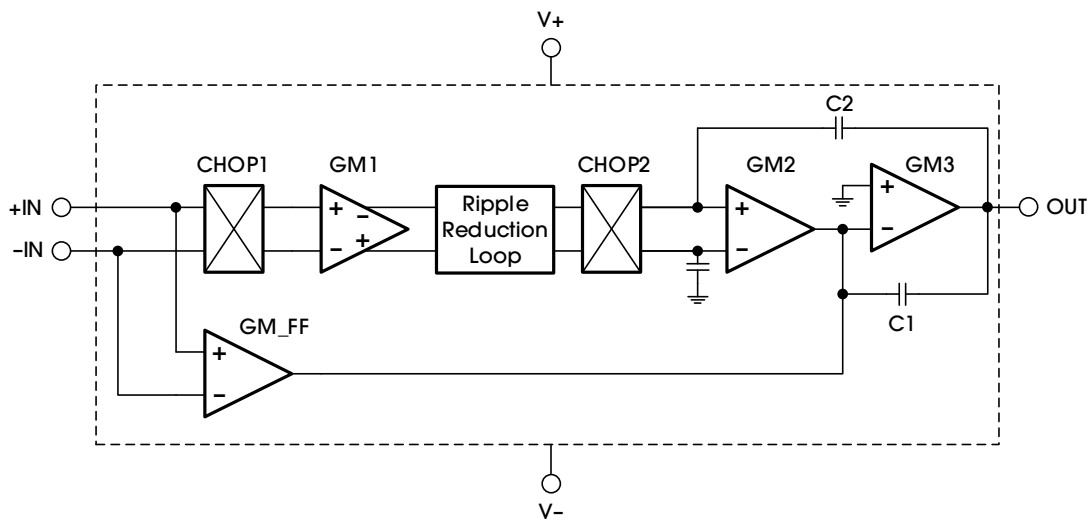 V+
C2
CHOP1
GM1
CHOP2
GM2
GM3
+IN
−IN
+
−
−
+
Ripple
Reduction
Loop
+
−
+
−
OUT
C1
GM_FF
+
−
V−